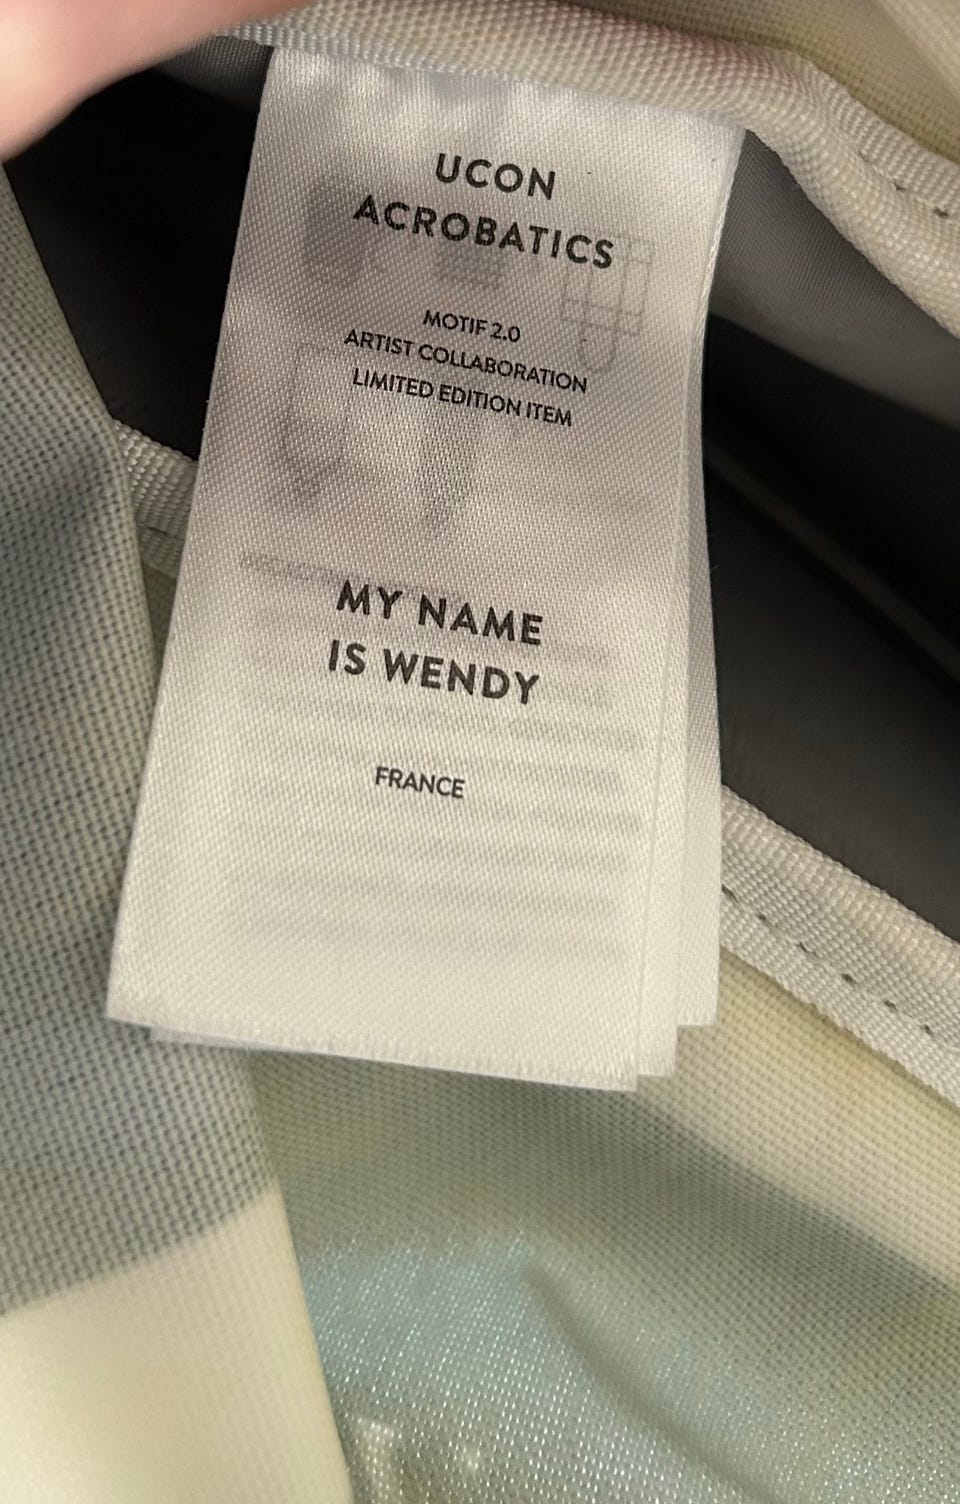 UCON
ACROBATICS
MOTIF 2.0
ARTIST COLLABORATION
LIMITED EDITION ITEM
MY NAME
IS WENDY
FRANCE